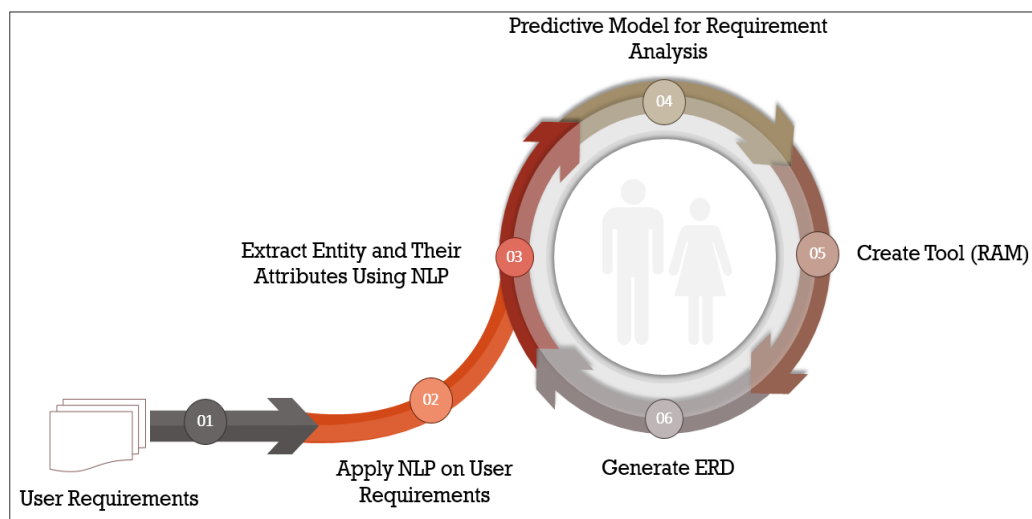 User Requirements
01
02
Apply NLP on User
Requirements
03
Extract Entity and Their
Attributes Using NLP
04
Predictive Model for Requirement
Analysis
05
Create Tool (RAM)
06
Generate ERD